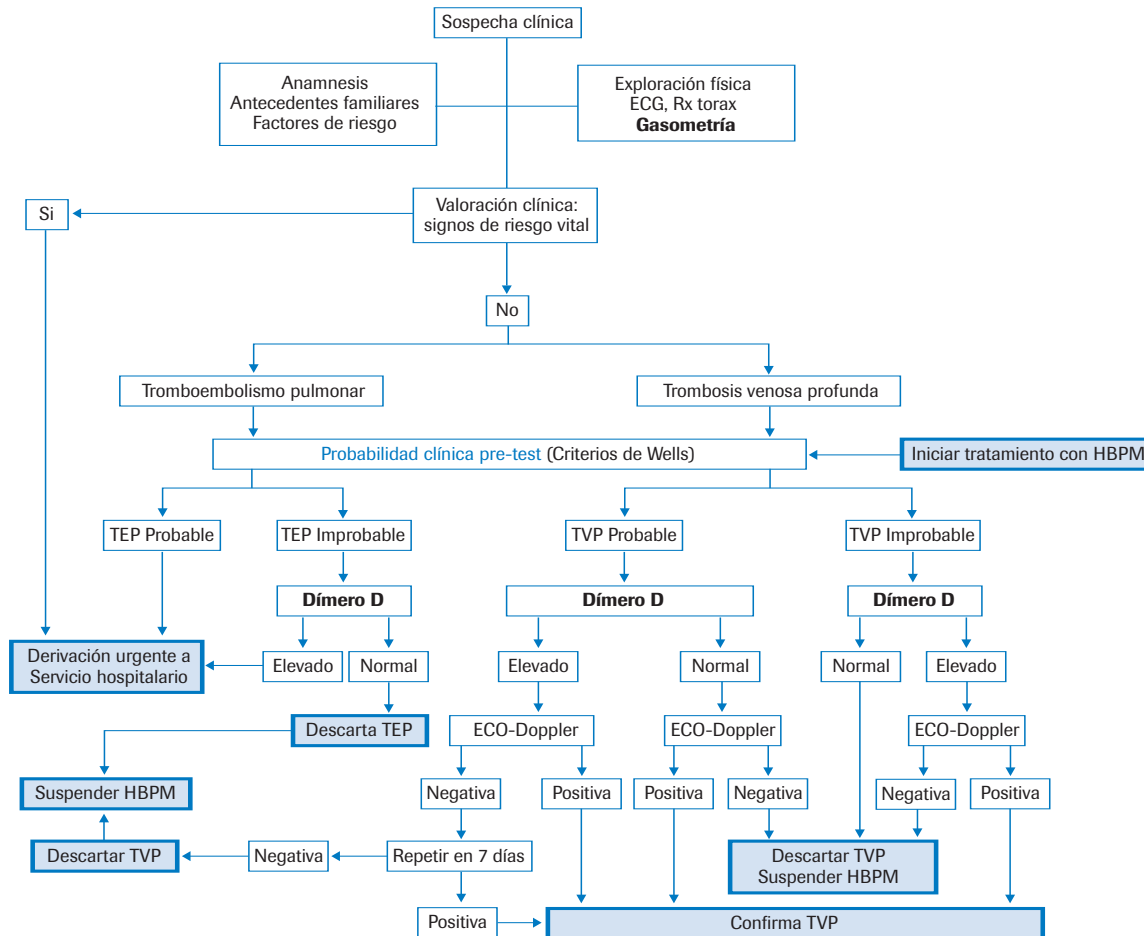 Sospecha clínica
Anamnesis
Antecedentes familiares
Factores de riesgo
Exploración física
ECG, Rx torax
Gasometría
Si
Valoración clínica:
signos de riesgo vital
No
Tromboembolismo pulmonar
Trombosis venosa profunda
Probabilidad clínica pre-test (Criterios de Wells)
Iniciar tratamiento con HBPM
TEP Probable
TEP Improbable
TVP Probable
TVP Improbable
Dímero D
Dímero D
Dímero D
Derivación urgente a
Servicio hospitalario
Elevado
Normal
Elevado
Normal
Normal
Elevado
Descarta TEP
ECO-Doppler
ECO-Doppler
ECO-Doppler
Suspender HBPM
Negativa
Positiva
Positiva
Negativa
Negativa
Positiva
Descartar TVP
Negativa
Repetir en 7 días
Descartar TVP
Suspender HBPM
Positiva
Confirma TVP